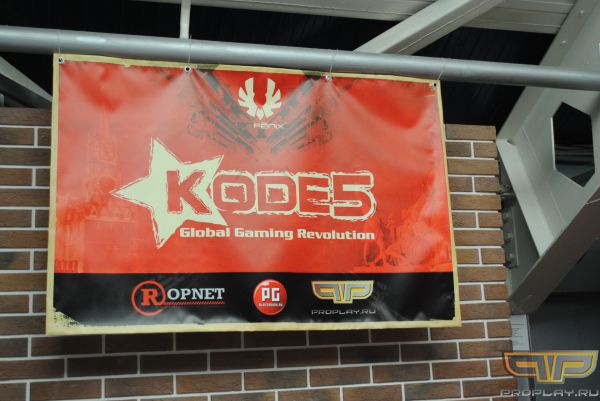 FENIX
KODE5
Global Gaming Revolution
ROPNET
PG
PROPLAY.RU
PROPLAY.RU